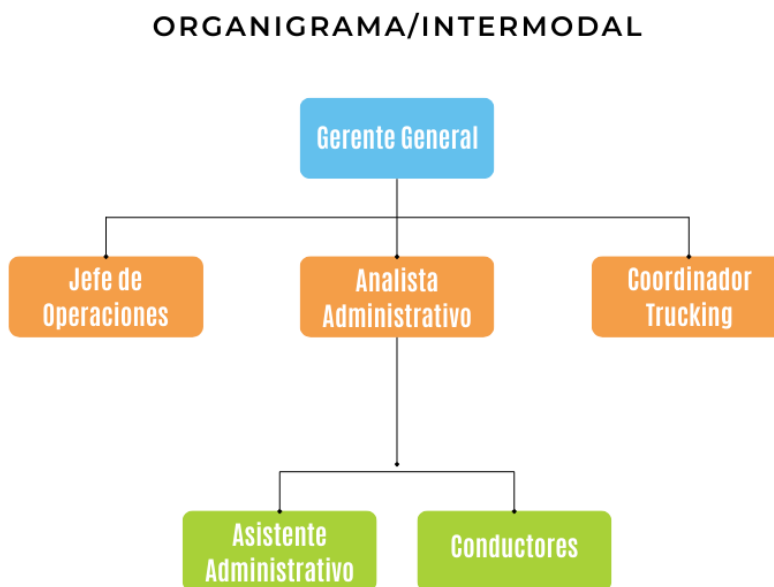 ORGANIGRAMA/INTERMODAL
Gerente General
Jefe de
Operaciones
Analista
Administrativo
Coordinador
Trucking
Asistente
Administrativo
Conductores